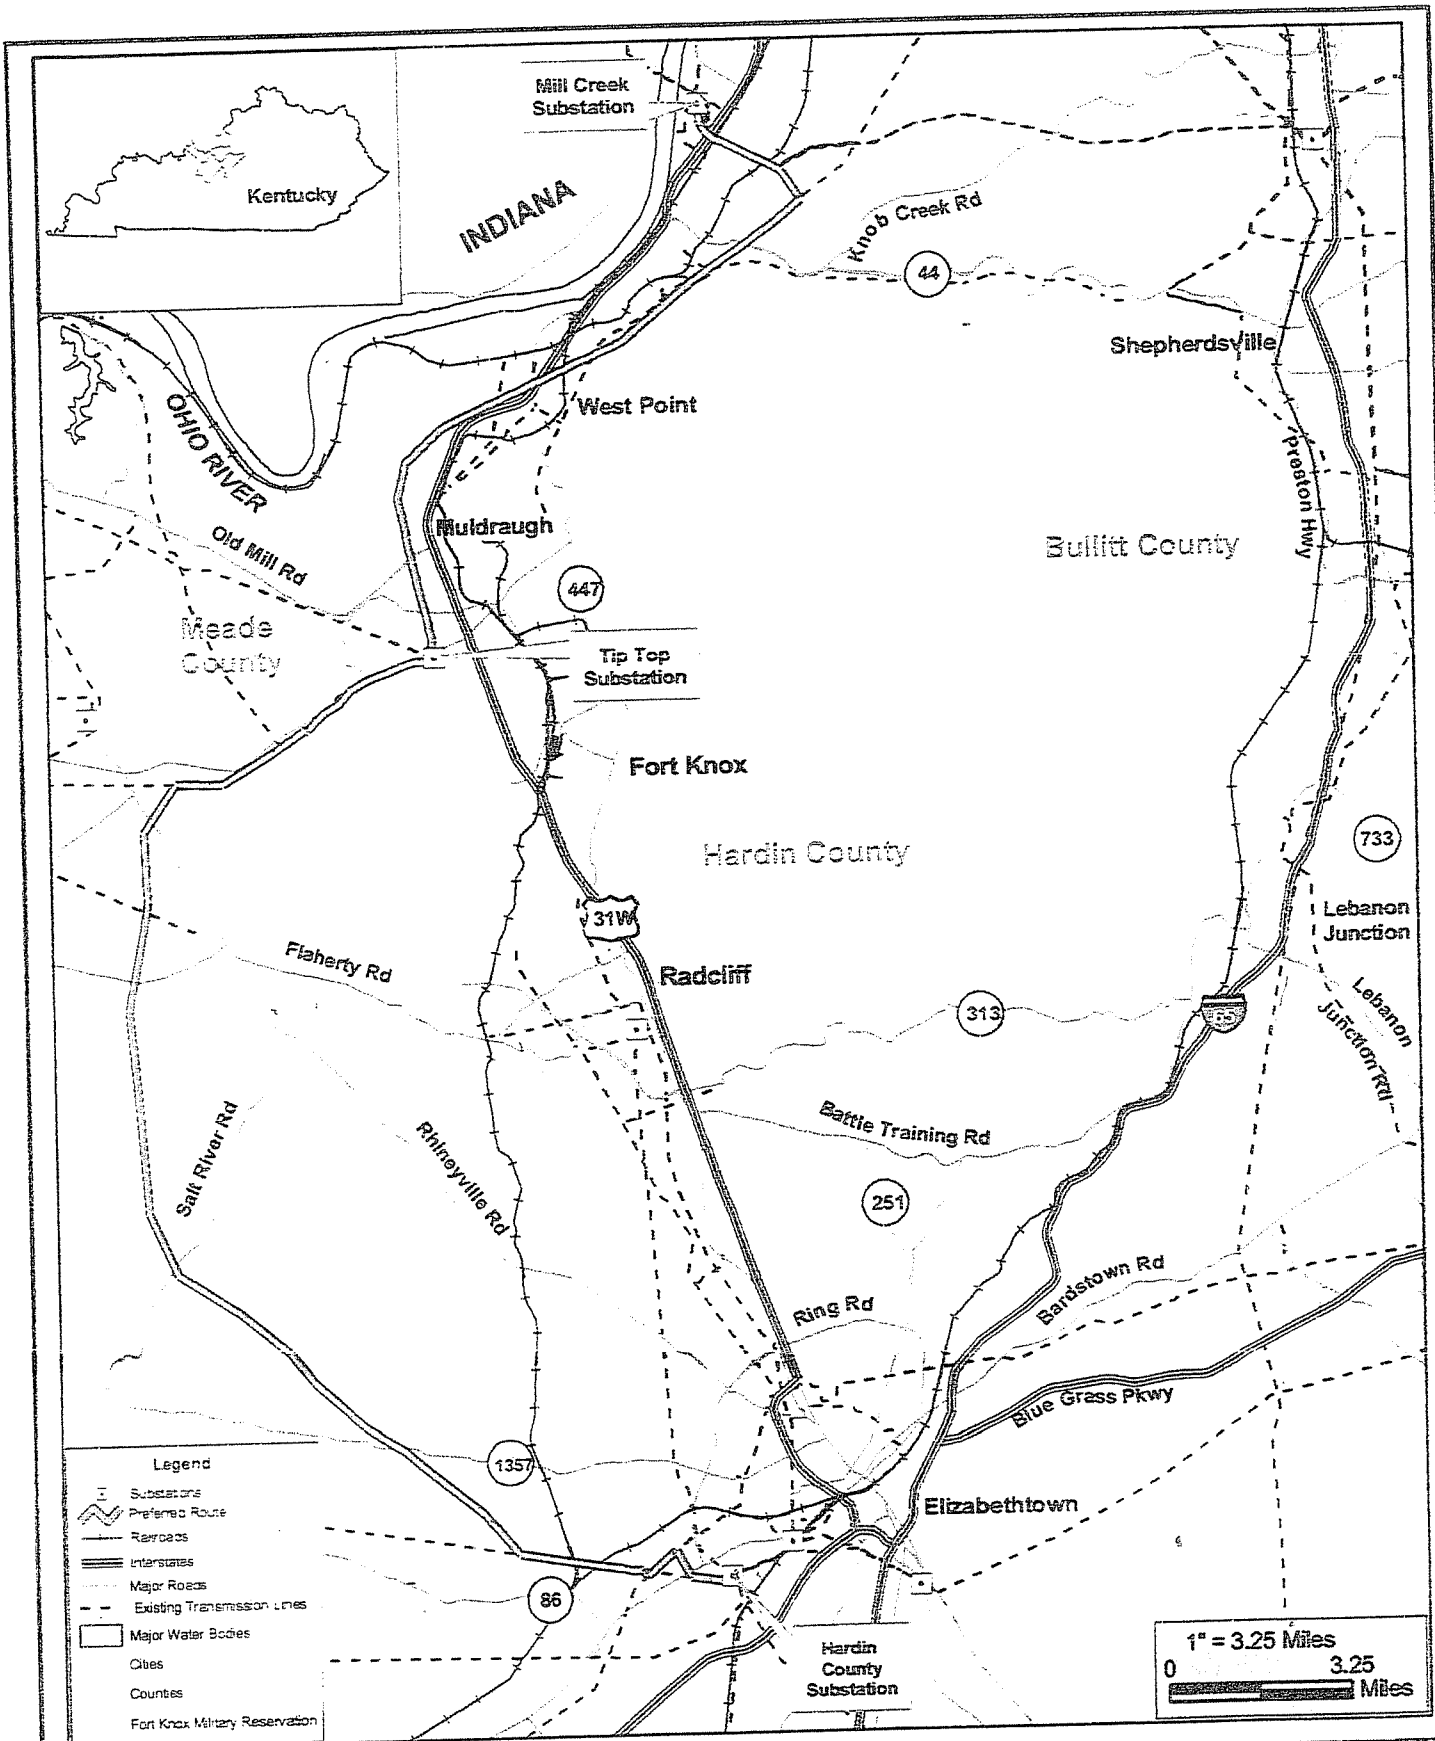 Mill Creek
Substation
Kentucky
INDIANA
Knob Creek Rd
44
Shepherdsville
OHIO RIVER
West Point
Preston Hwy
Old Mill Rd
Muldraugh
Bullitt County
447
Meade
County
Tip Top
Substation
Fort Knox
Hardin County
733
31W
Lebanon
Junction
Flaherty Rd
Radcliff
313
65
Lebanon
Junction Rd
Salt River Rd
Rhineyville Rd
Battle Training Rd
251
Bardstown Rd
Ring Rd
Blue Grass Pkwy
1357
Elizabethtown
86
Hardin
County
Substation
Legend
Substations
Preferred Route
Railroads
Interstates
Major Roads
Existing Transmission Lines
Major Water Bodies
Cities
Counties
Fort Knox Military Reservation
1" = 3.25 Miles
0 3.25
Miles